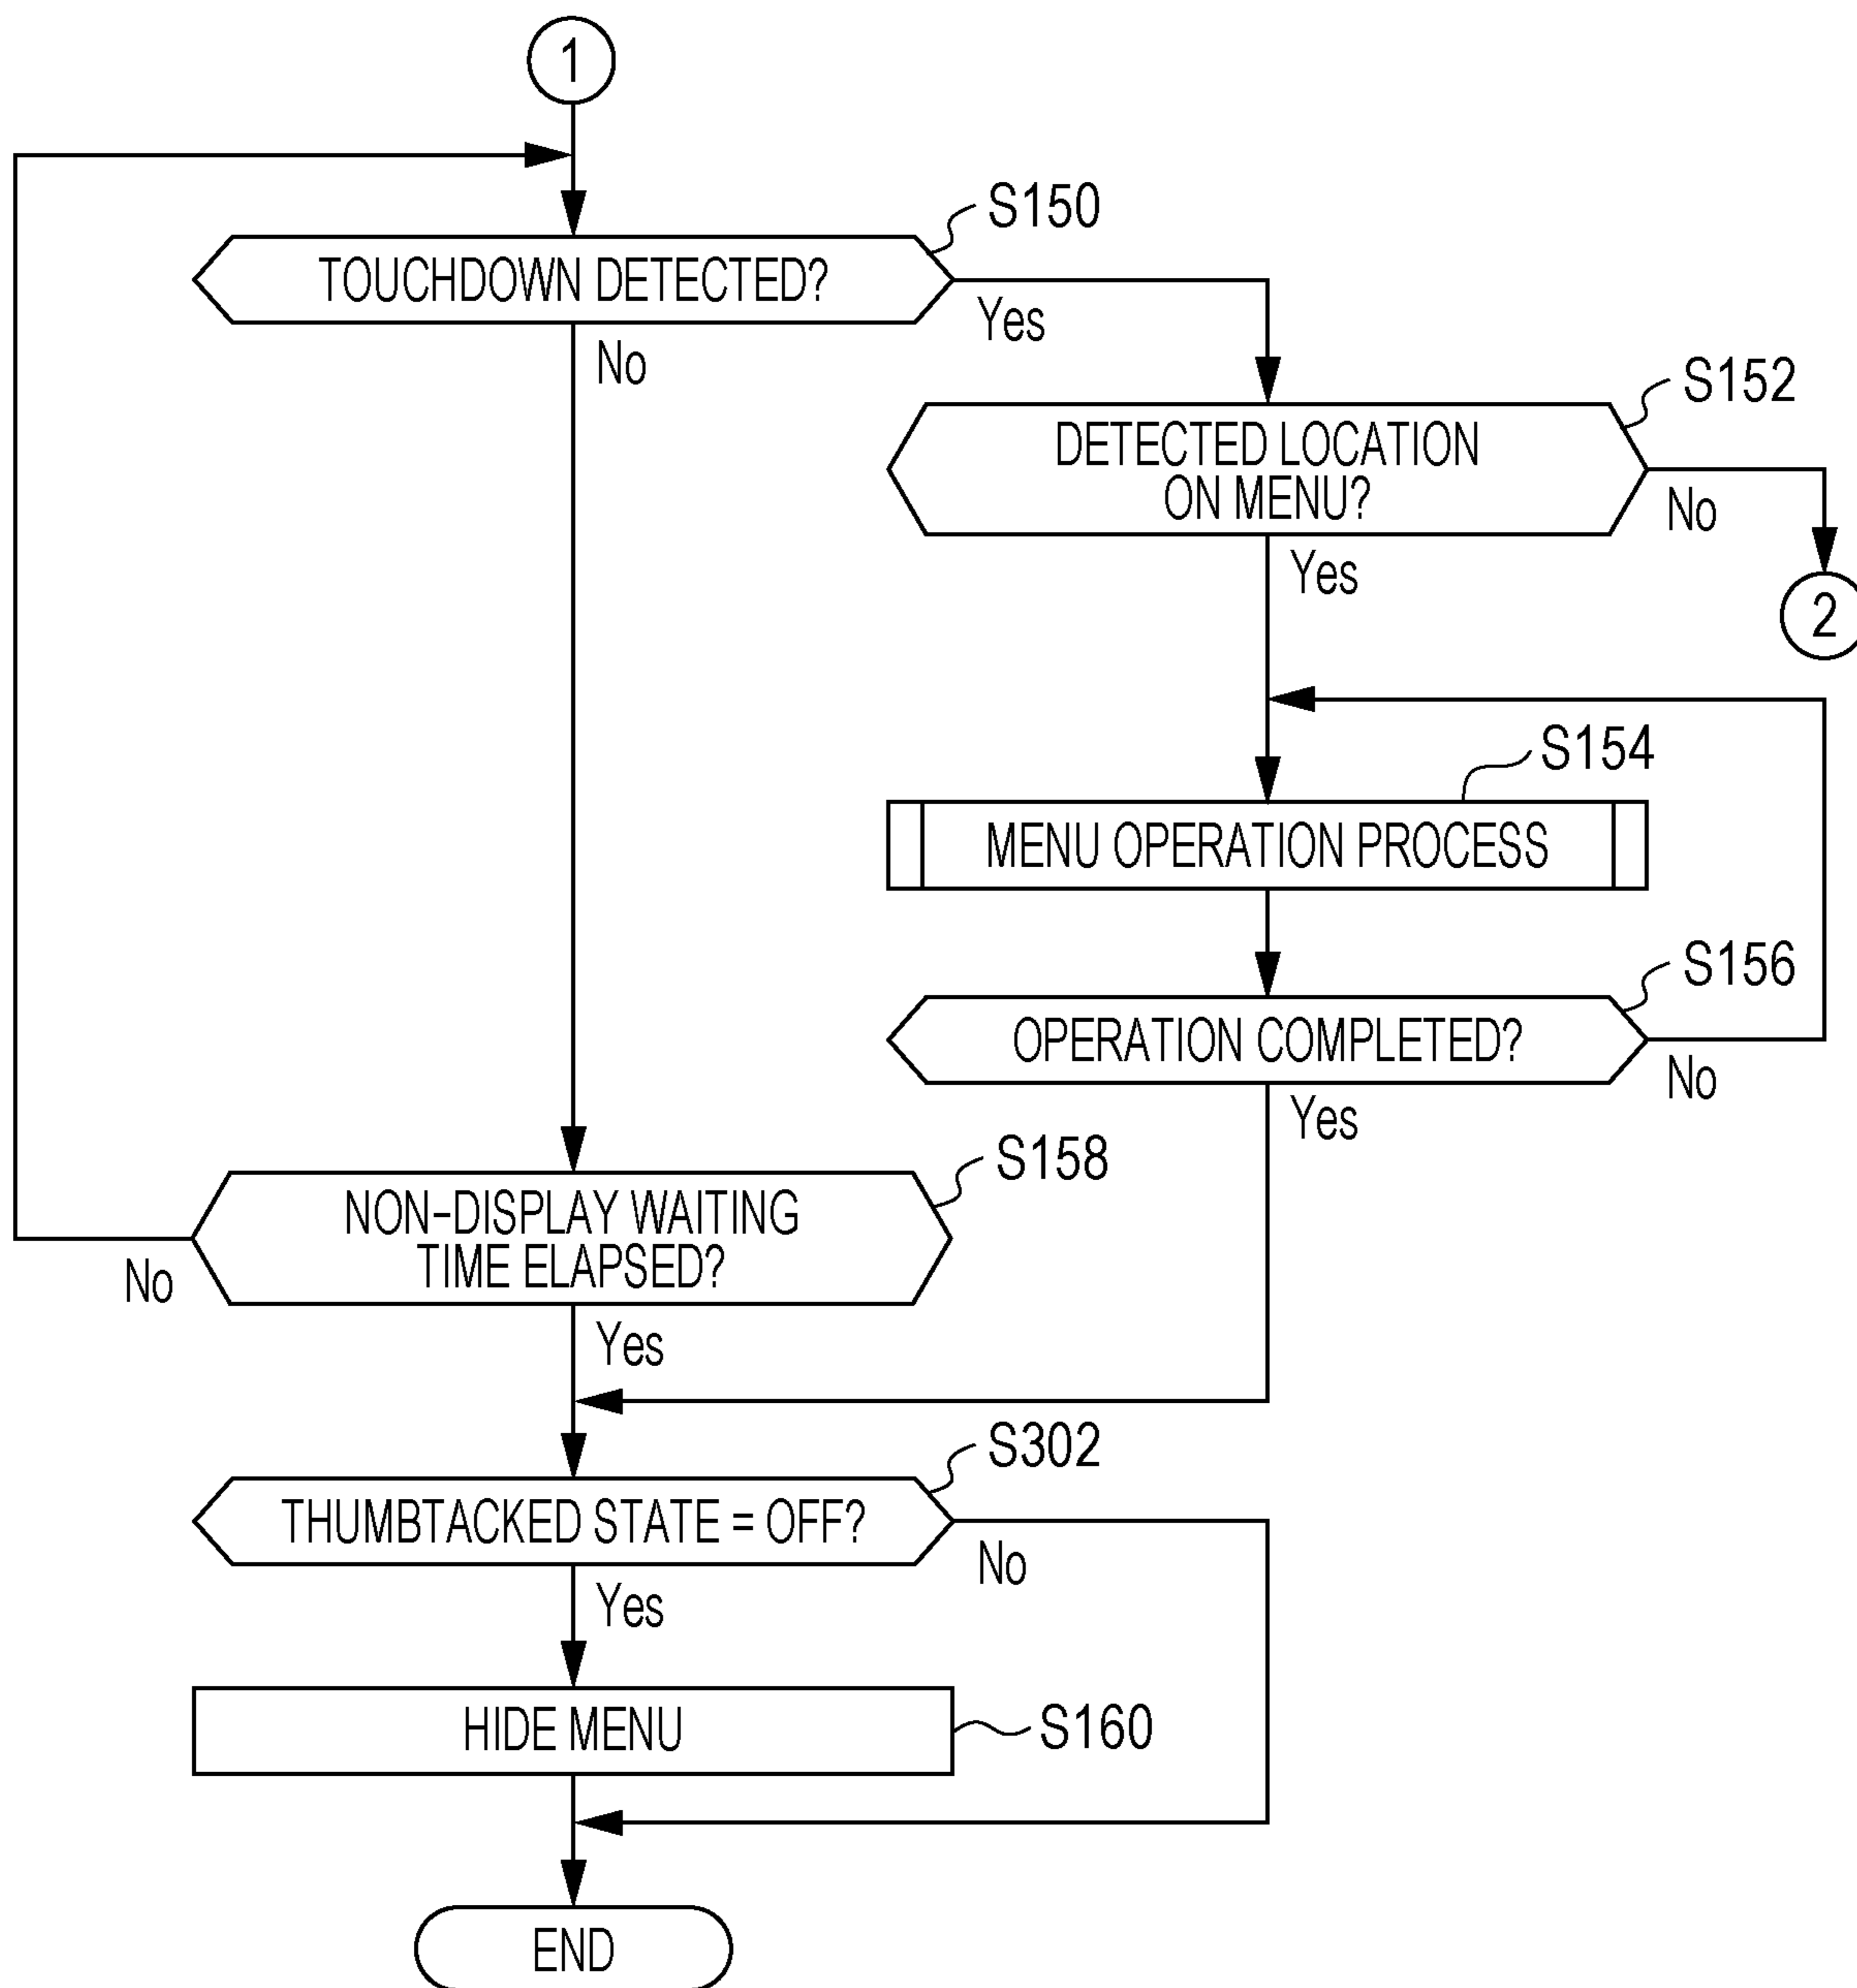 1
S150
TOUCHDOWN DETECTED?
Yes
No
S152
DETECTED LOCATION
ON MENU?
No
Yes
2
S154
MENU OPERATION PROCESS
S156
OPERATION COMPLETED?
No
Yes
S158
NON-DISPLAY WAITING
TIME ELAPSED?
No
Yes
S302
THUMBTACKED STATE = OFF?
No
Yes
HIDE MENU
S160
END